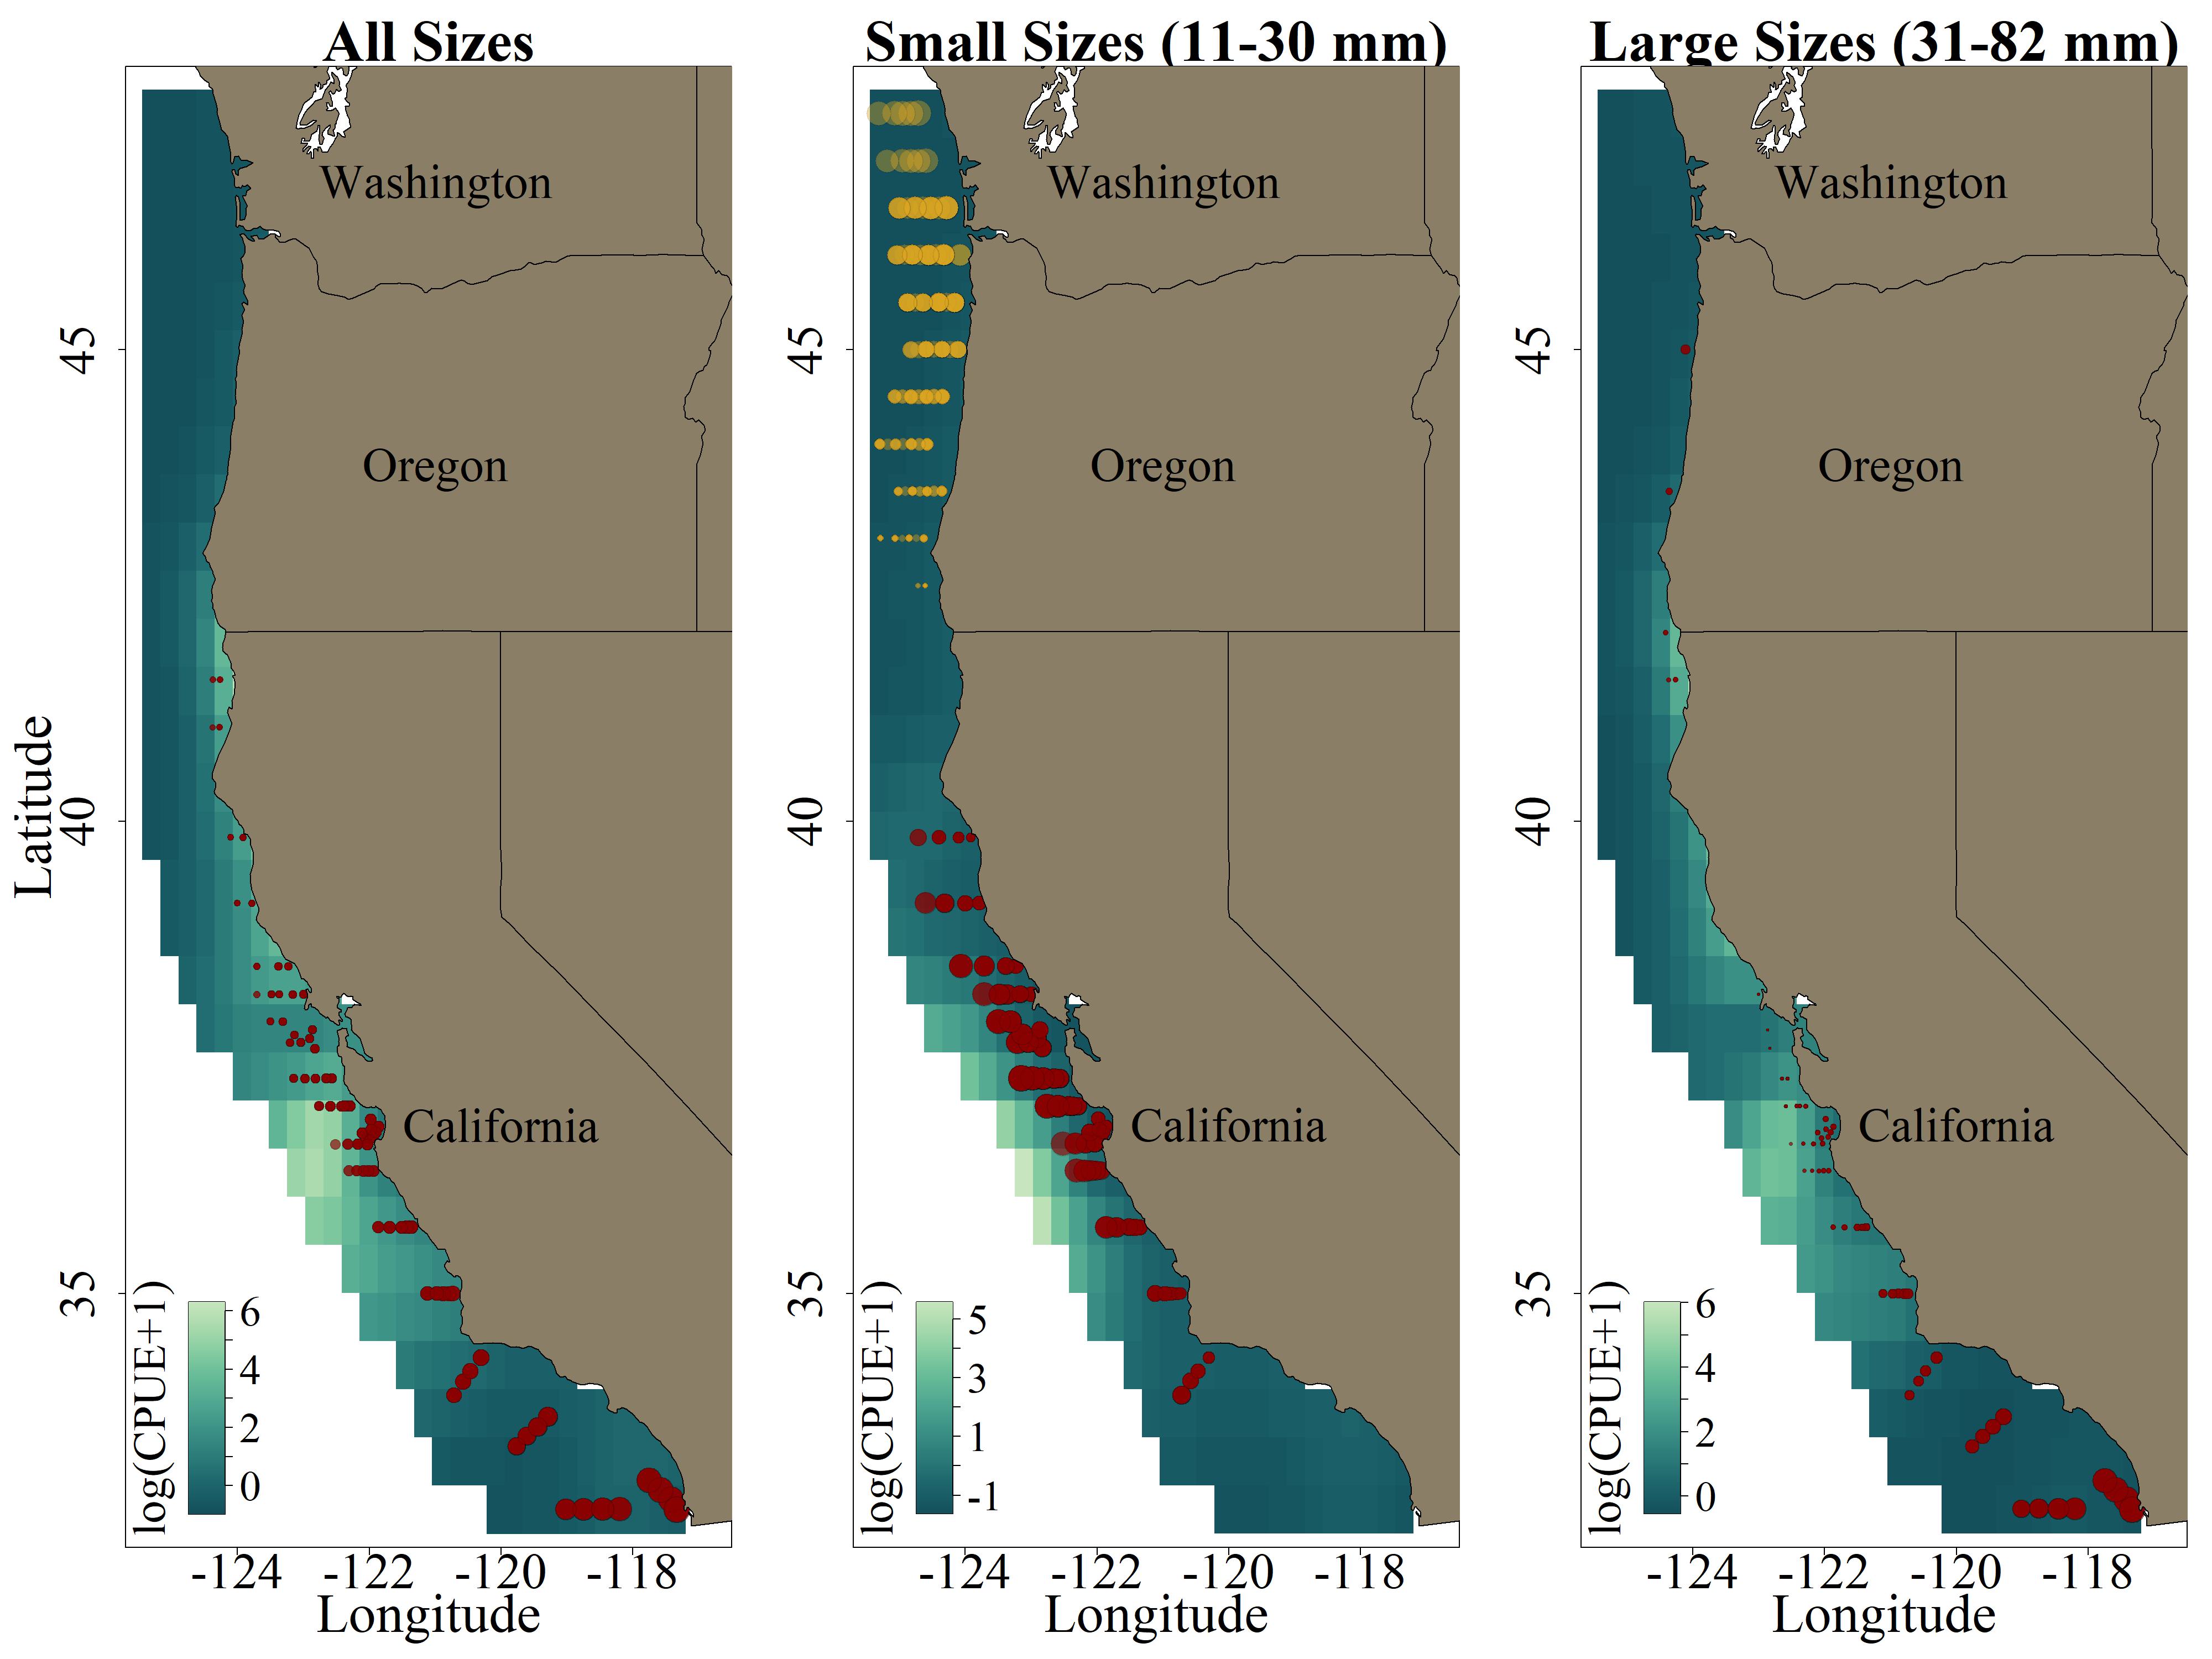 All Sizes
Small Sizes (11-30 mm)
Large Sizes (31-82 mm)
Washington
Washington
Washington
Oregon
Oregon
Oregon
California
California
California
Latitude
45
40
35
45
40
35
45
40
35
log(CPUE+1)
6
4
2
0
log(CPUE+1)
5
3
1
-1
log(CPUE+1)
6
4
2
0
-124 -122 -120 -118
-124 -122 -120 -118
-124 -122 -120 -118
Longitude
Longitude
Longitude